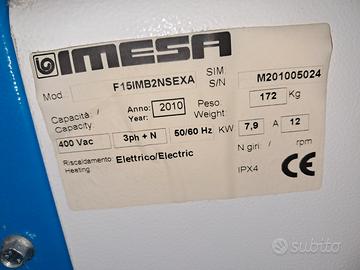 IMESA
Mod. F15IMB2NSEXA SIM S/N M201005024
Capacità: / Capacity: / Anno: Year: 2010 Peso Weight: 172 Kg
400 Vac 3ph + N 50/60 Hz KW 7,9 A 12
Riscaldamento Heating Elettrico/Electric N giri: / rpm
IPX4 CE
subito